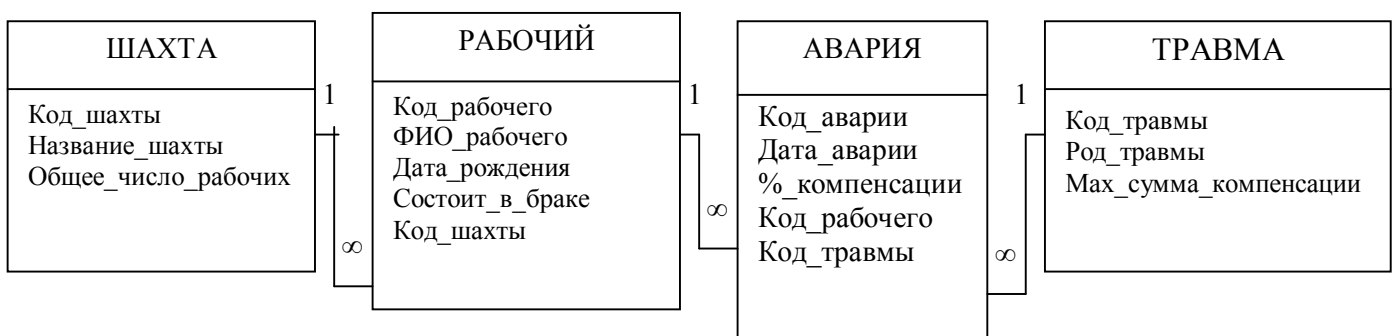 ШАХТА
Код_шахты
Название_шахты
Общее_число_рабочих
1
∞
РАБОЧИЙ
Код_рабочего
ФИО_рабочего
Дата_рождения
Состоит_в_браке
Код_шахты
1
∞
АВАРИЯ
Код_аварии
Дата_аварии
%_компенсации
Код_рабочего
Код_травмы
1
∞
ТРАВМА
Код_травмы
Род_травмы
Мах_сумма_компенсации